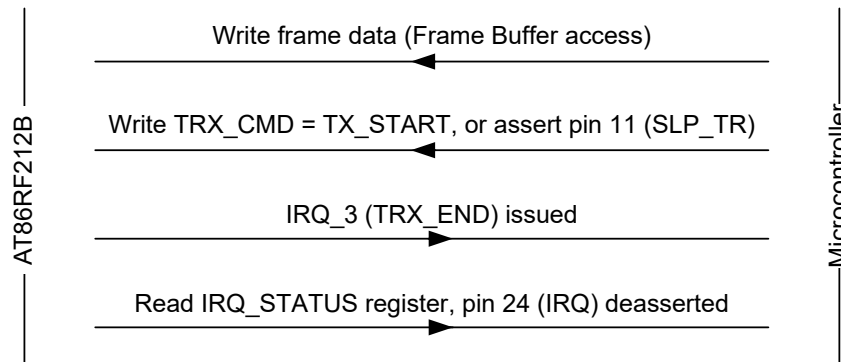 Write frame data (Frame Buffer access)
Write TRX_CMD = TX_START, or assert pin 11 (SLP_TR)
IRQ_3 (TRX_END) issued
Read IRQ_STATUS register, pin 24 (IRQ) deasserted
AT86RF212B
Microcontroller